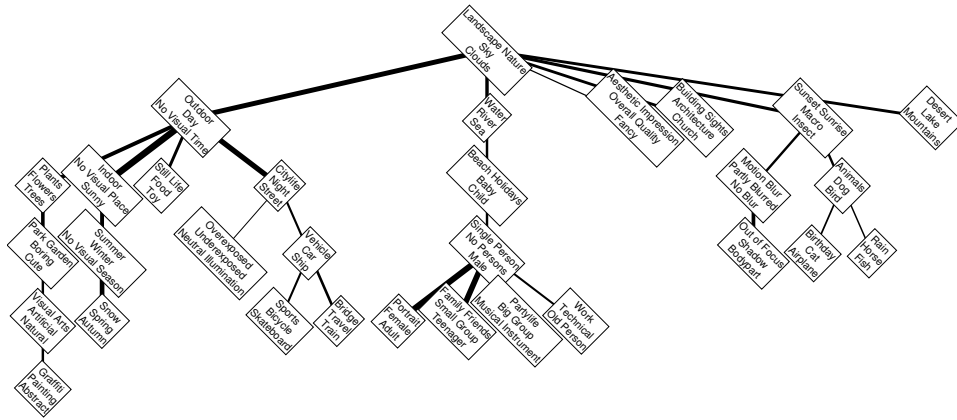 Landscape Nature
Sky
Clouds
Outdoor
Day
No Visual Time
Water
River
Sea
Aesthetic Impression
Overall Quality
Fancy
Building Sights
Architecture
Church
Sunset Sunrise
Macro
Insect
Desert
Lake
Mountains
Plants
Flowers
Trees
Indoor
No Visual Place
Sunny
Still Life
Food
Toy
Citylife
Night
Street
Beach Holidays
Baby
Child
Motion Blur
Partly Blurred
No Blur
Animals
Dog
Bird
Park Garden
Boring
Cute
Summer
Winter
No Visual Season
Overexposed
Underexposed
Neutral Illumination
Vehicle
Car
Ship
Single Person
No Persons
Male
Out of Focus
Shadow
Bodypart
Birthday
Cat
Airplane
Rain
Horse
Fish
Visual Arts
Artificial
Natural
Snow
Spring
Autumn
Sports
Bicycle
Skateboard
Bridge
Travel
Train
Portrait
Female
Adult
Family Friends
Small Group
Teenager
Partylife
Big Group
Musical Instrument
Work
Technical
Old Person
Graffiti
Painting
Abstract